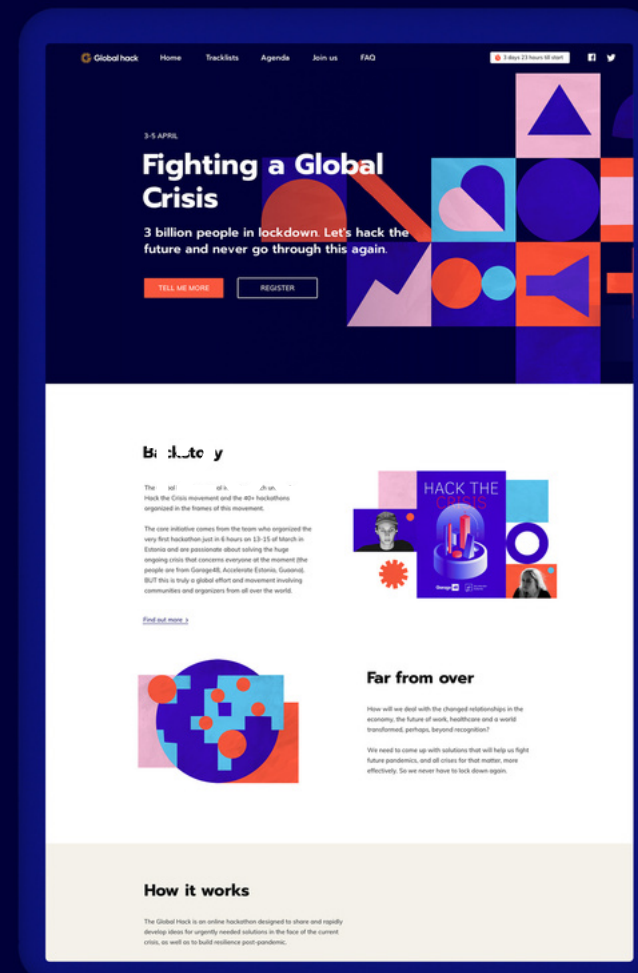 Global hack
Home
Tracklists
Agenda
Join us
FAQ
3 days 23 hours till start
3-5 APRIL
Fighting a Global
Crisis
3 billion people in lockdown. Let's hack the
future and never go through this again.
TELL ME MORE
REGISTER
The
Hack the Crisis movement and the 40+ hackathons
organized in the frames of this movement.
The core initiative comes from the team who organized the
very first hackathon just in 6 hours on 13-15 of March in
Estonia and are passionate about solving the huge
ongoing crisis that concerns everyone at the moment (the
people are from Garage48, Accelerate Estonia, Guaana),
BUT this is truly a global effort and movement involving
communities and organizers from all over the world.
Find out more
HACK THE
CRISIS
Garage48
Far from over
How will we deal with the changed relationships in the
economy, the future of work, healthcare and a world
transformed, perhaps, beyond recognition?
We need to come up with solutions that will help us fight
future pandemics, and all crises for that matter, more
effectively. So we never have to lock down again.
How it works
The Global Hack is an online hackathon designed to share and rapidly
develop ideas for urgently needed solutions in the face of the current
crisis, as well as to build resilience post-pandemic.